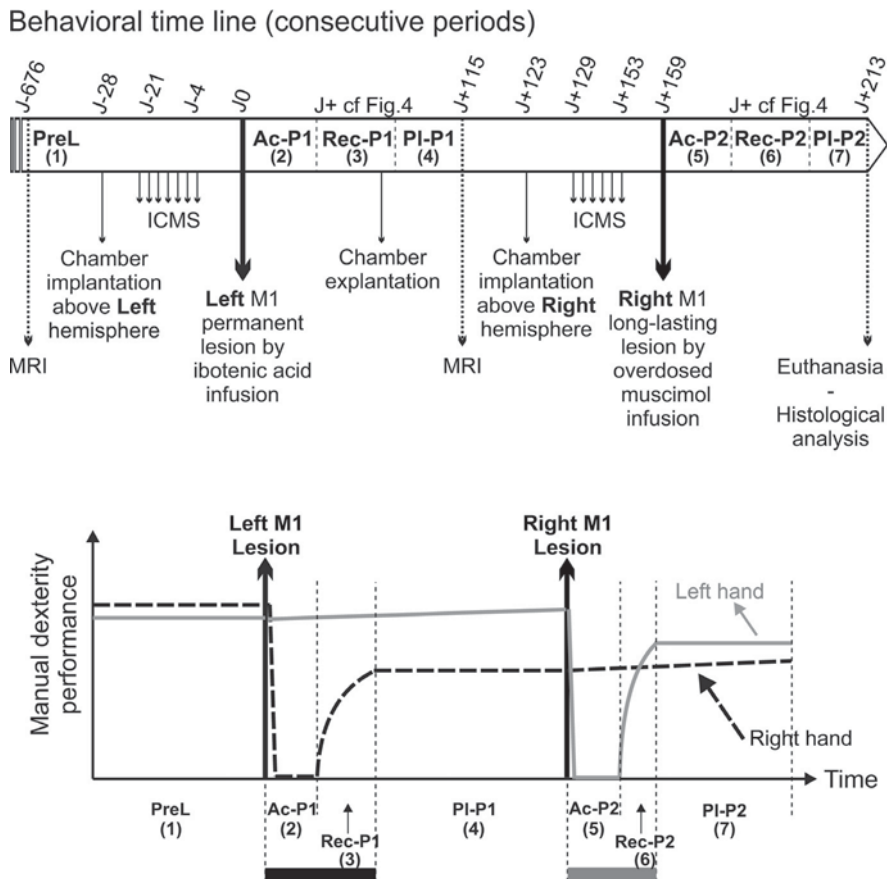 Behavioral time line (consecutive periods)
J-676
J-28
J-21
J-4
J0
J+ cf Fig.4
J+115
J+123
J+129
J+153
J+159
J+ cf Fig.4
J+213
PreL
(1)
Ac-P1
(2)
Rec-P1
(3)
Pl-P1
(4)
Ac-P2
(5)
Rec-P2
(6)
Pl-P2
(7)
ICMS
ICMS
Chamber
implantation
above Left
hemisphere
Left M1
permanent
lesion by
ibotenic acid
infusion
Chamber
explantation
Chamber
implantation
above Right
hemisphere
Right M1
long-lasting
lesion by
overdosed
muscimol
infusion
MRI
MRI
Euthanasia
-
Histological
analysis
Manual dexterity
performance
Left M1
Lesion
Right M1
Lesion
Left hand
Right hand
Time
PreL
(1)
Ac-P1
(2)
Rec-P1
(3)
Pl-P1
(4)
Ac-P2
(5)
Rec-P2
(6)
Pl-P2
(7)